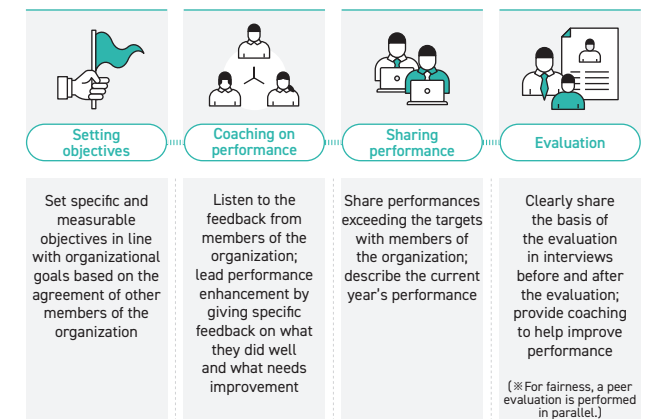 Setting
objectives
Coaching on
performance
Sharing
performance
Evaluation
Set specific and
measurable
objectives in line
with organizational
goals based on the
agreement of other
members of the
organization
Listen to the
feedback from
members of the
organization;
lead performance
enhancement by
giving specific
feedback on what
they did well
and what needs
improvement
Share performances
exceeding the targets
with members of
the organization;
describe the current
year's performance
Clearly share
the basis of
the evaluation
in interviews
before and after
the evaluation;
provide coaching
to help improve
performance
(※For fairness, a peer
evaluation is performed
in parallel.)